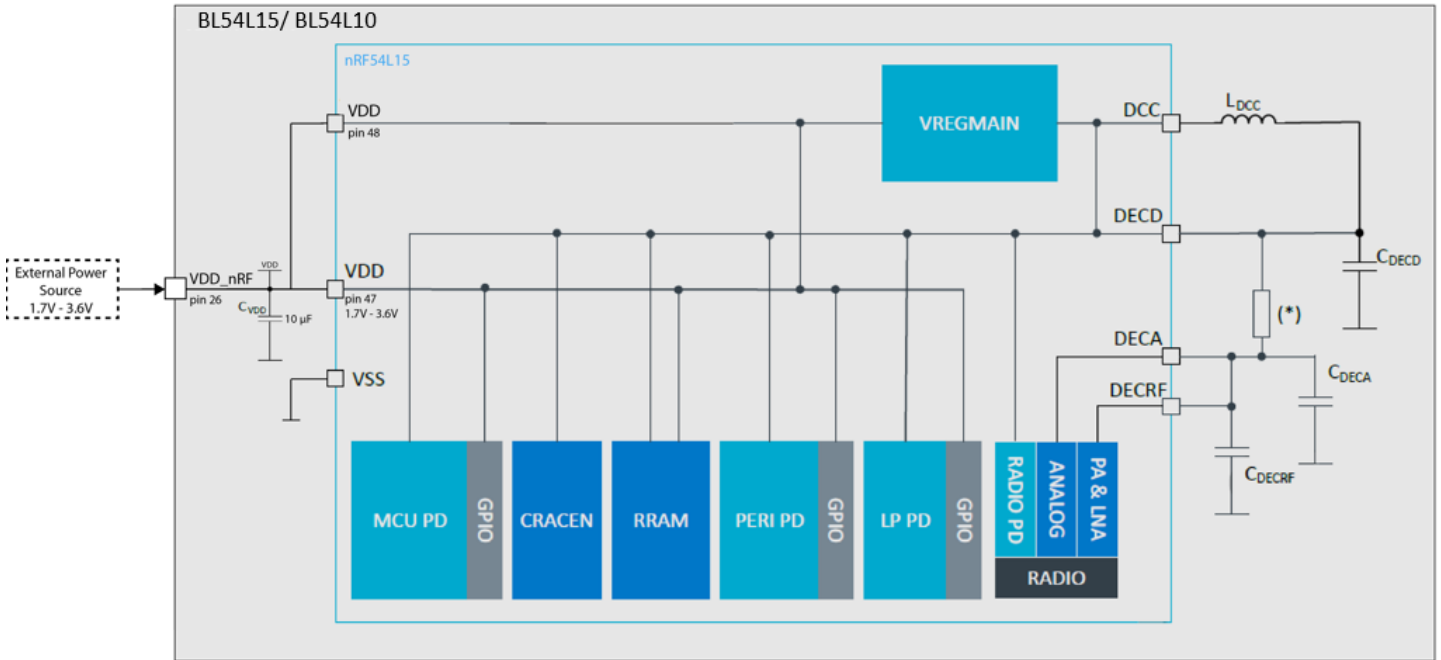 BL54L15/ BL54L10
nRF54L15
VDD
pin 48
VREGMAIN
DCC
LDCC
DECD
CDECD
External Power
Source
1.7V - 3.6V
VDD_nRF
pin 26
VDD
CVDD
10 µF
VDD
pin 47
1.7V - 3.6V
(*)
DECA
CDECA
VSS
DECRF
CDECRF
MCU PD
GPIO
CRACEN
RRAM
PERI PD
GPIO
LP PD
GPIO
RADIO PD
ANALOG
PA & LNA
RADIO